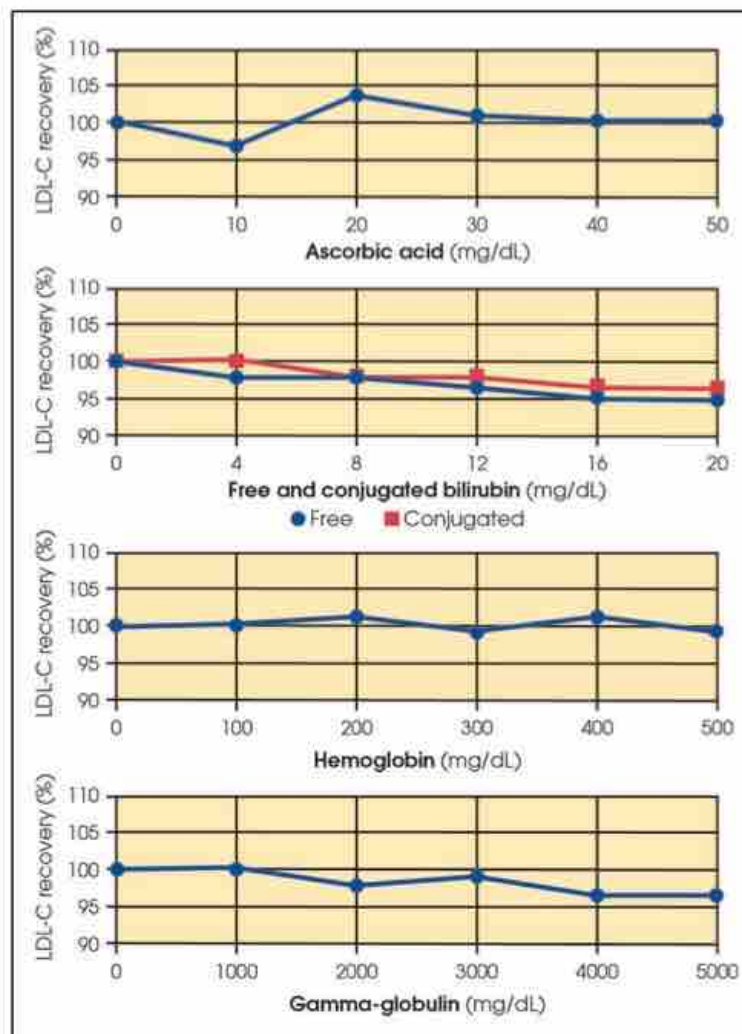 LDL-C recovery (%)
110
105
100
95
90
0 10 20 30 40 50
Ascorbic acid (mg/dL)
LDL-C recovery (%)
110
105
100
95
90
0 4 8 12 16 20
Free and conjugated bilirubin (mg/dL)
Free Conjugated
LDL-C recovery (%)
110
105
100
95
90
0 100 200 300 400 500
Hemoglobin (mg/dL)
LDL-C recovery (%)
110
105
100
95
90
0 1000 2000 3000 4000 5000
Gamma-globulin (mg/dL)